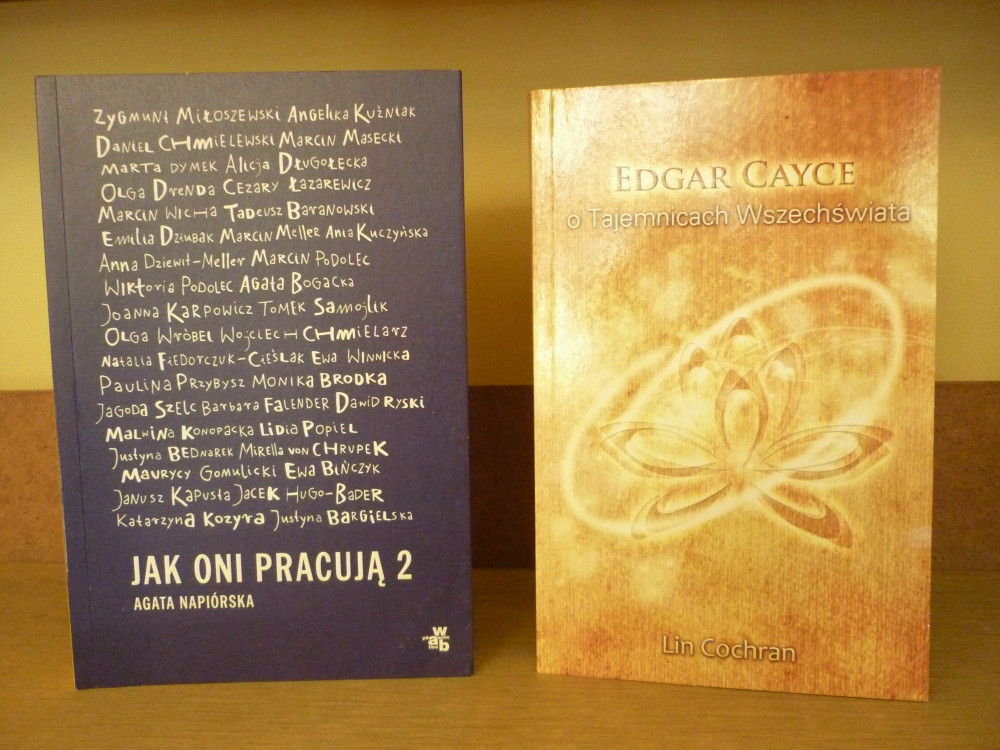 Zygmunt Miłoszewski Angelika Kuźniak
Daniel Chmielewski Marcin Masecki
Marta Dymek Alicja Długołęcka
Olga Drenda Cezary Łazarewicz
Marcin Wicha Tadeusz Baranowski
Emilia Dziubak Marcin Meller Ania Kuczyńska
Anna Dziewit-Meller Marcin Podolec
Wiktoria Podolec Agata Bogacka
Joanna Karpowicz Tomek Samojlik
Olga Wróbel Wojciech Chmielarz
Natalia Fiedorczuk-Cieślak Ewa Winnicka
Paulina Przybysz Monika Brodka
Jagoda Szelc Barbara Falender Dawid Ryski
Malwina Konopacka Lidia Popiel
Justyna Bednarek Mirella von Chrupek
Maurycy Gomulicki Ewa Bińczyk
Janusz Kapusta Jacek Hugo-Bader
Katarzyna Kozyra Justyna Bargielska
JAK ONI PRACUJĄ 2
AGATA NAPIÓRSKA
w
a b
EDGAR CAYCE
o Tajemnicach Wszechświata
Lin Cochran